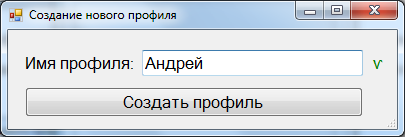 Создание нового профиля
Имя профиля: Андрей v
Создать профиль